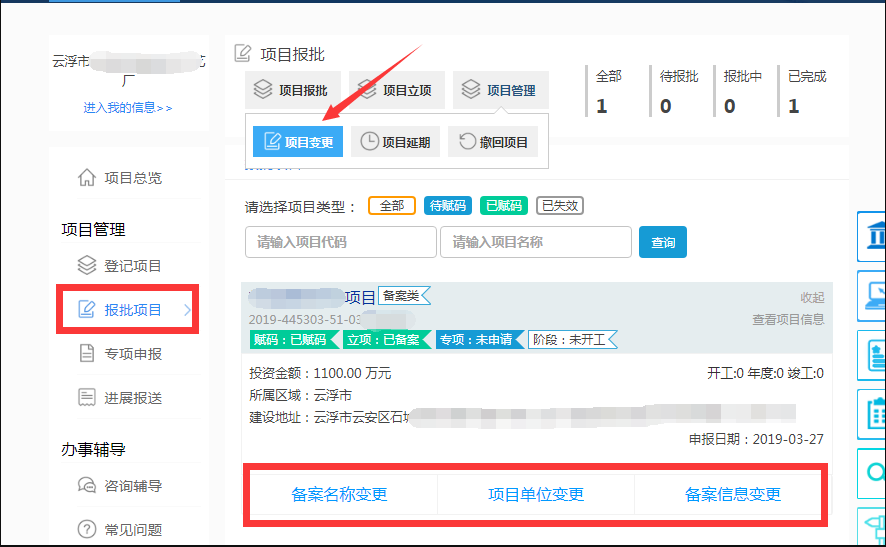 云浮市
厂
进入我的信息>>
项目总览
项目管理
登记项目
报批项目
专项申报
进展报送
办事辅导
咨询辅导
常见问题
项目报批
项目报批 项目立项 项目管理
项目变更 项目延期 撤回项目
全部 待报批 报批中 已完成
1 0 0 1
请选择项目类型： 全部 待赋码 已赋码 已失效
请输入项目代码 请输入项目名称 查询
项目 备案类 收起
2019-445303-51-03 查看项目信息
赋码：已赋码 立项：已备案 专项：未申请 阶段：未开工
投资金额：1100.00 万元 开工:0 年度:0 竣工:0
所属区域：云浮市
建设地址：云浮市云安区石城
申报日期：2019-03-27
备案名称变更 项目单位变更 备案信息变更